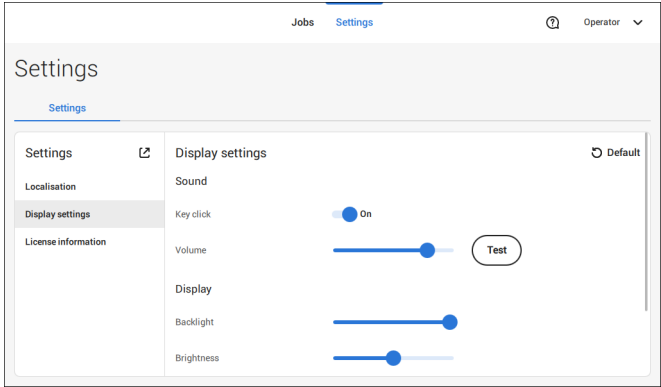 Jobs Settings Operator
Settings
Settings
Settings
Display settings
Default
Localisation
Sound
Display settings
Key click On
License information
Volume Test
Display
Backlight
Brightness